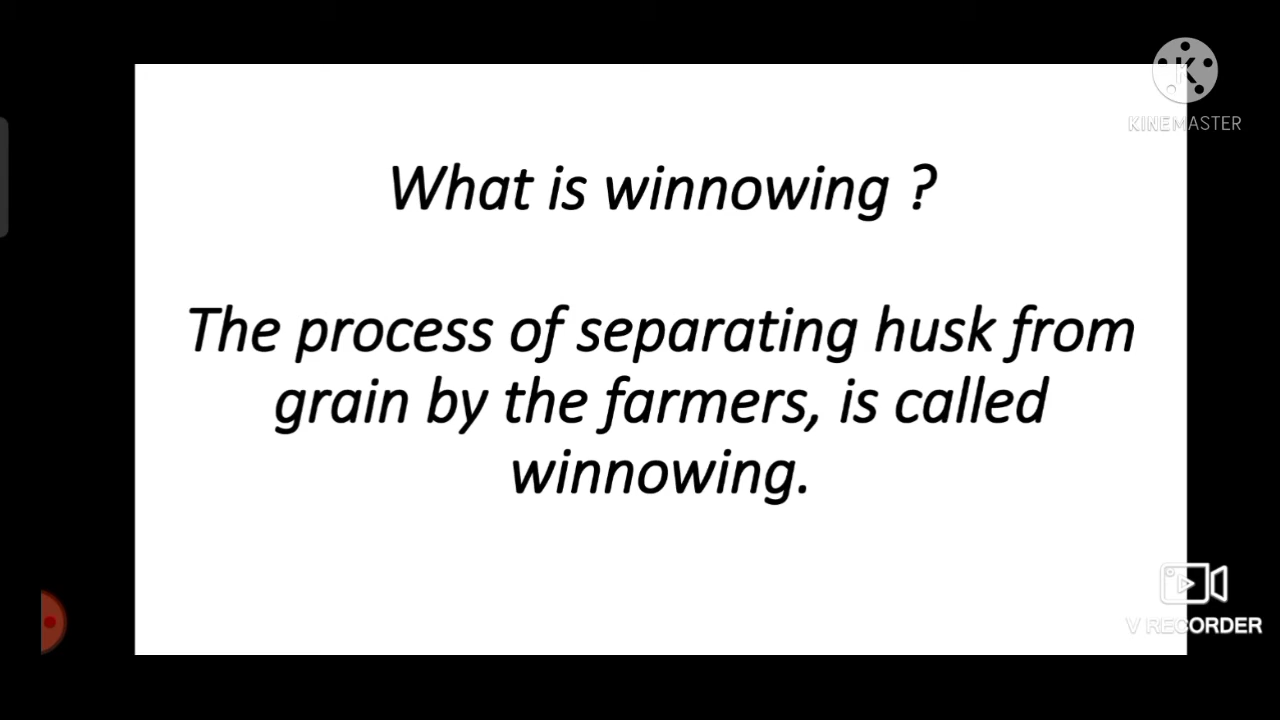 KINEMASTER
What is winnowing ?
The process of separating husk from
grain by the farmers, is called
winnowing.
V RECORDER